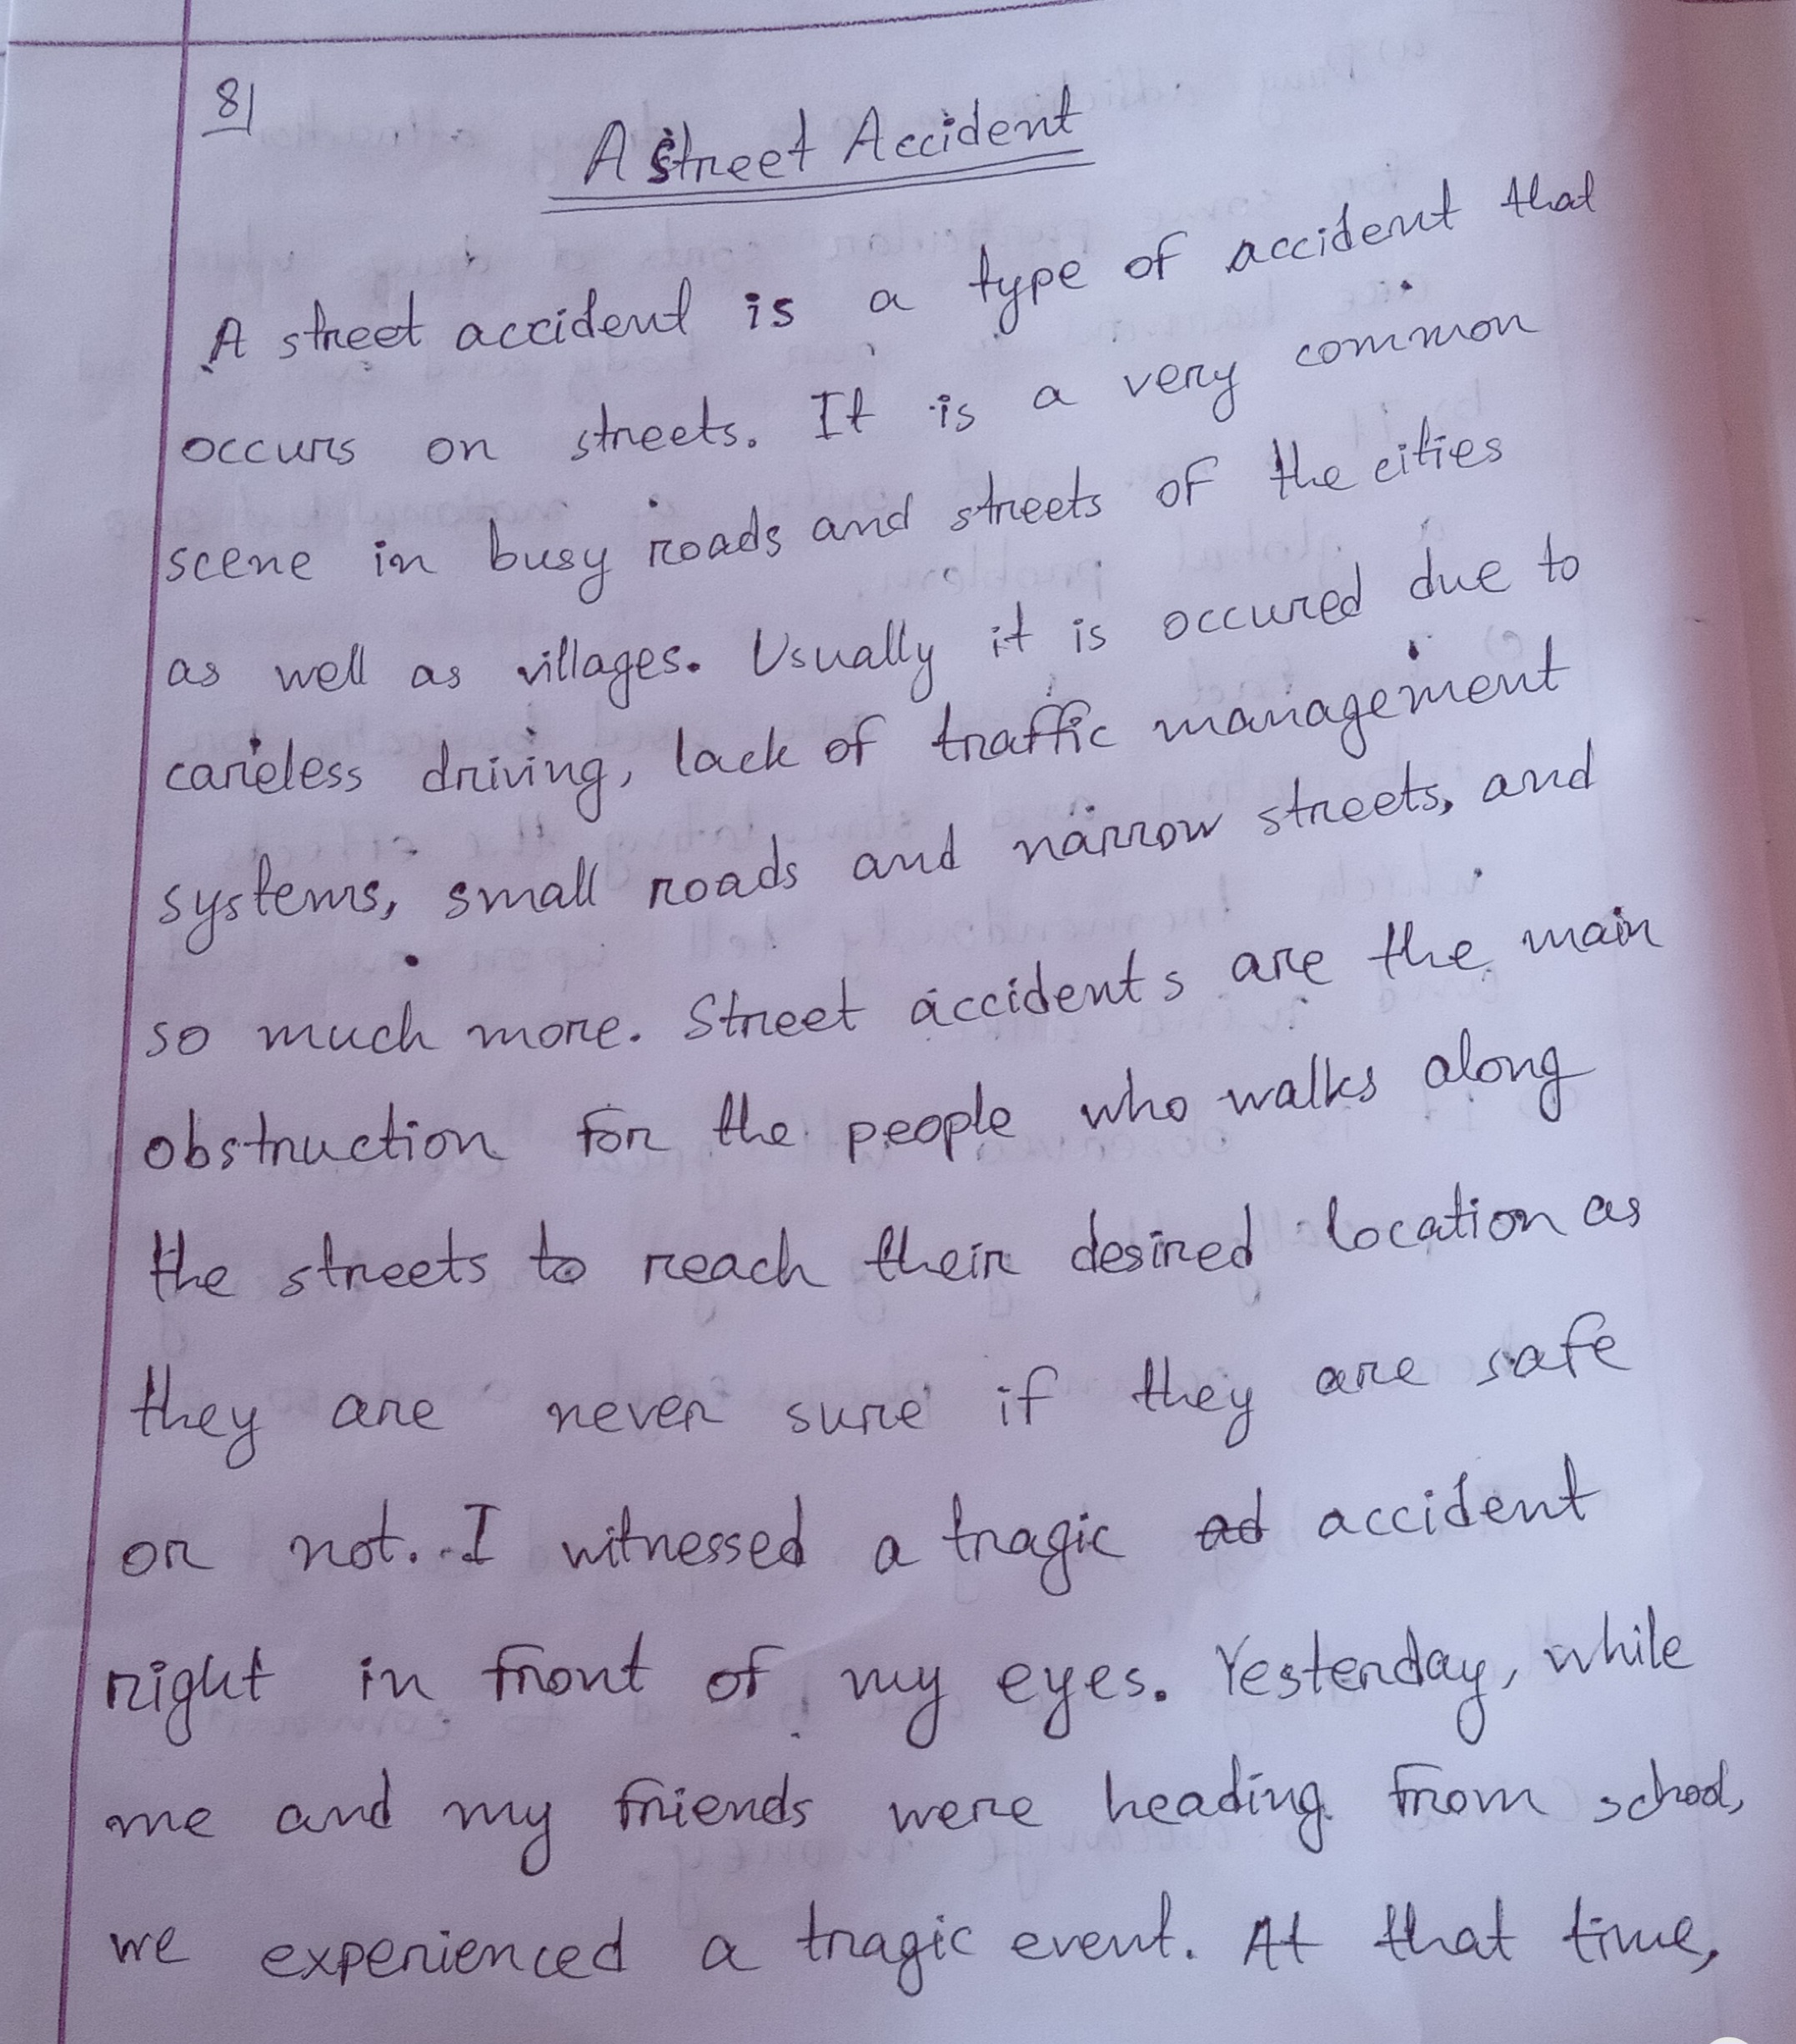 8)
A Street Accident
A street accident is a type of accident that
occurs on streets. It is a very common
scene in busy roads and streets of the cities
as well as villages. Usually it is occured due to
careless driving, lack of traffic management
systems, small roads and narrow streets, and
so much more. Street accidents are the main
obstruction for the people who walks along
the streets to reach their desired location as
they are never sure if they are safe
or not. I witnessed a tragic ad accident
right in front of my eyes. Yesterday, while
me and my friends were heading from school,
we experienced a tragic event. At that time,